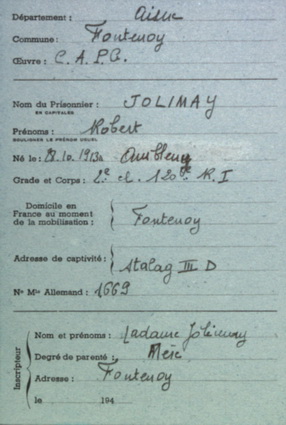 Département : Aisne
Commune : Fontenoy
Œuvre : C. A. P. G.
Nom du Prisonnier : JOLIMAY
EN CAPITALES
Prénoms : Robert
SOULIGNER LE PRÉNOM USUEL
Né le : 8.10.1913 a Ambleny
Grade et Corps : 2e cl. 120e R. I
Domicile en
France au moment
de la mobilisation : Fontenoy
Adresse de captivité : Stalag III D
No Mle Allemand : 1669
Inscripteur
Nom et prénoms : Madame Jolimay
Degré de parenté : Mère
Adresse : Fontenoy
le 194